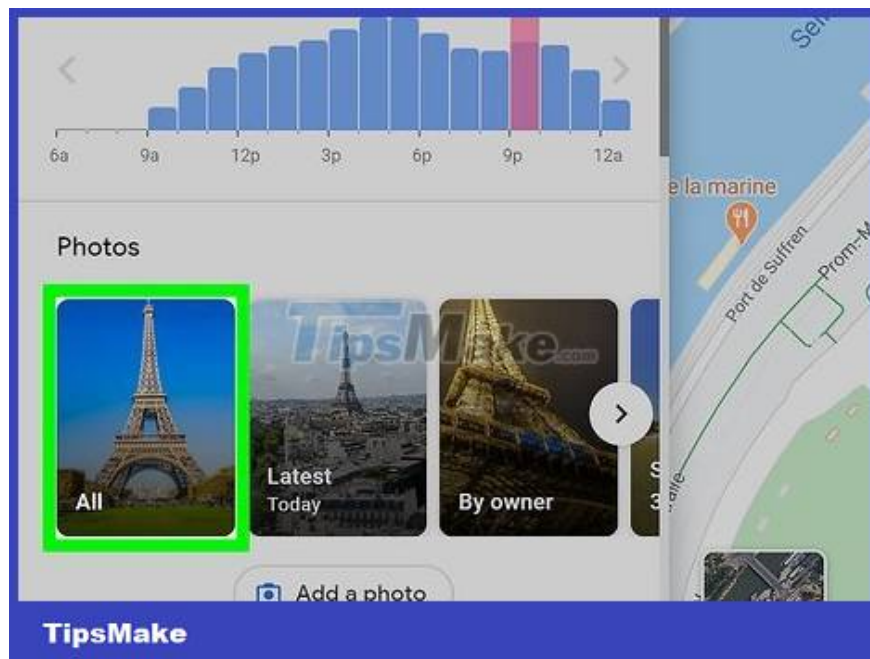 6a 9a 12p 3p 6p 9p 12a
Photos
All
Latest
Today
By owner
Add a photo
e la marine
Port de Suffren
TipsMake.com
TipsMake